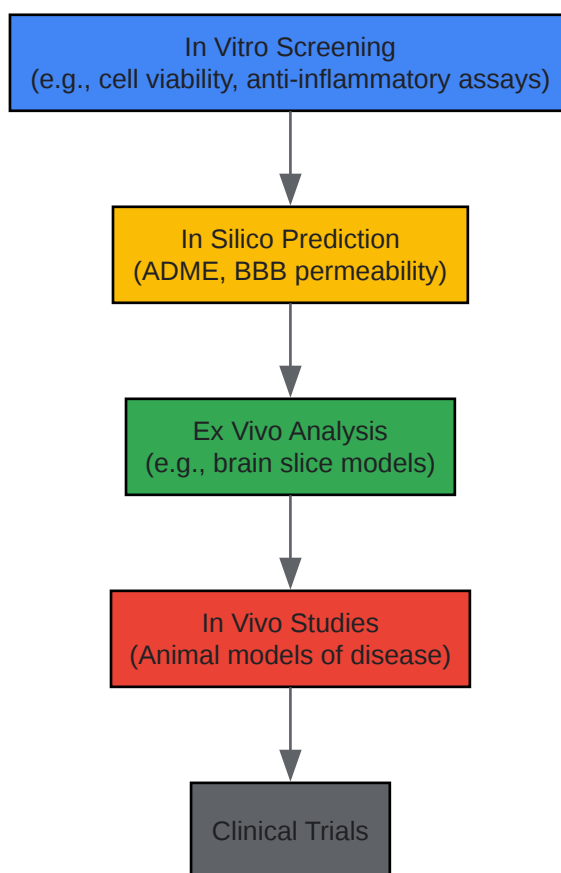 In Vitro Screening
(e.g., cell viability, anti-inflammatory assays)
In Silico Prediction
(ADME, BBB permeability)
Ex Vivo Analysis
(e.g., brain slice models)
In Vivo Studies
(Animal models of disease)
Clinical Trials